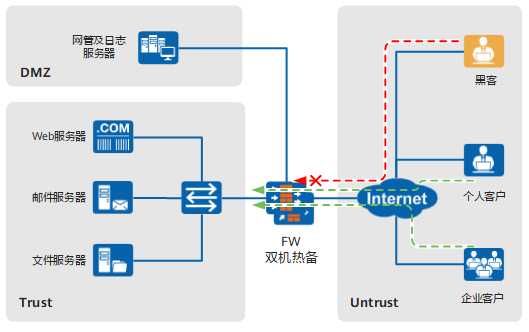 网管及日志
服务器
DMZ
黑客
.COM
Web服务器
个人客户
邮件服务器
Internet
FW
双机热备
文件服务器
企业客户
Trust
Untrust